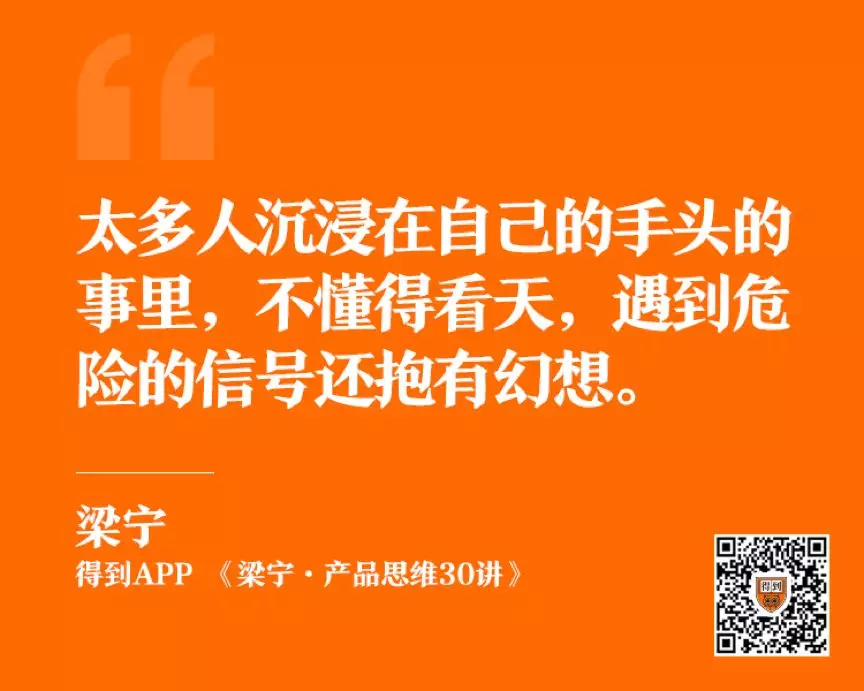 太多人沉浸在自己的手头的
事里，不懂得看天，遇到危
险的信号还抱有幻想。
梁宁
得到APP 《梁宁·产品思维30讲》
得到